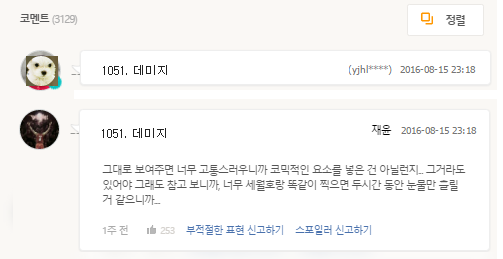 코멘트 (3129)
정렬
1051. 데미지 (yjhl****) 2016-08-15 23:18
1051. 데미지 재윤 2016-08-15 23:18
그대로 보여주면 너무 고통스러우니까 코믹적인 요소를 넣은 건 아닐런지... 그거라도
있어야 그래도 참고 보니까, 너무 세월호랑 똑같이 찍으면 두시간 동안 눈물만 흘릴
거 같으니까...
1주 전 253 부적절한 표현 신고하기 스포일러 신고하기